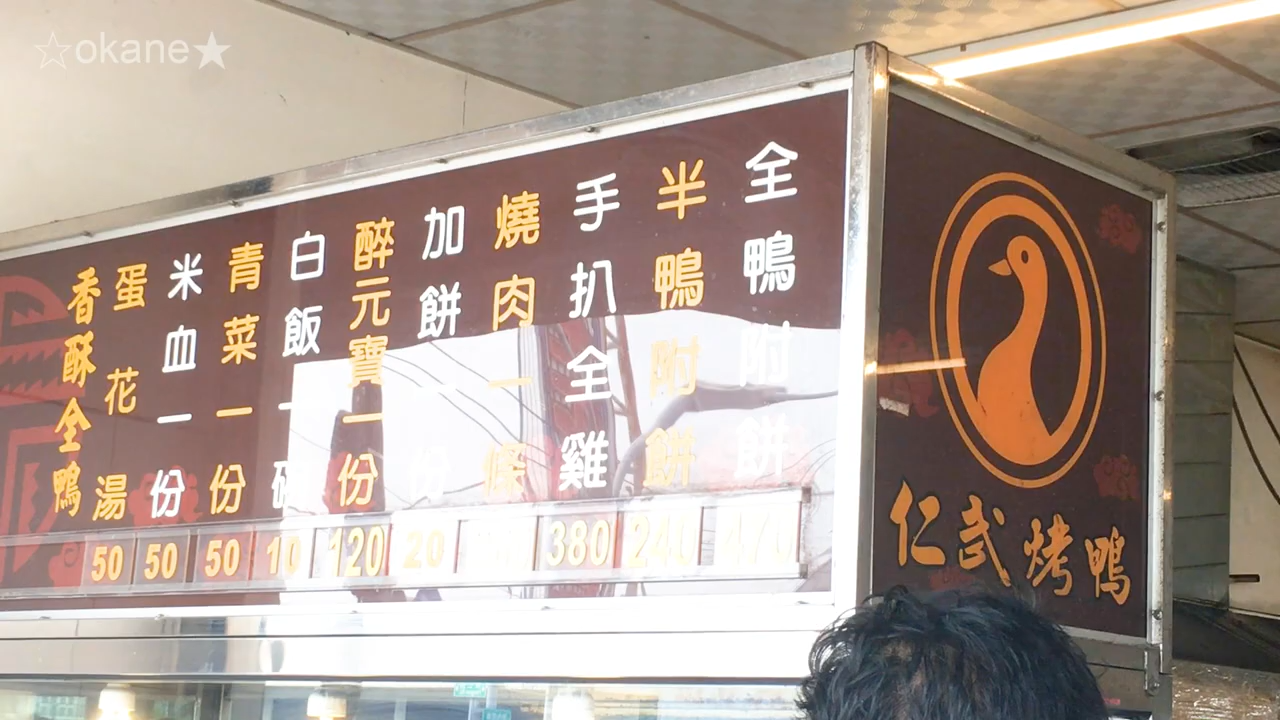 ☆okane★
全鴨附餅 470
半鴨附餅 240
手扒全雞 380
燒肉一條
加餅一份 20
醉元寶一份 120
白飯一碗 10
青菜一份 50
米血一份 50
蛋花湯 50
香酥全鴨
仁武烤鴨